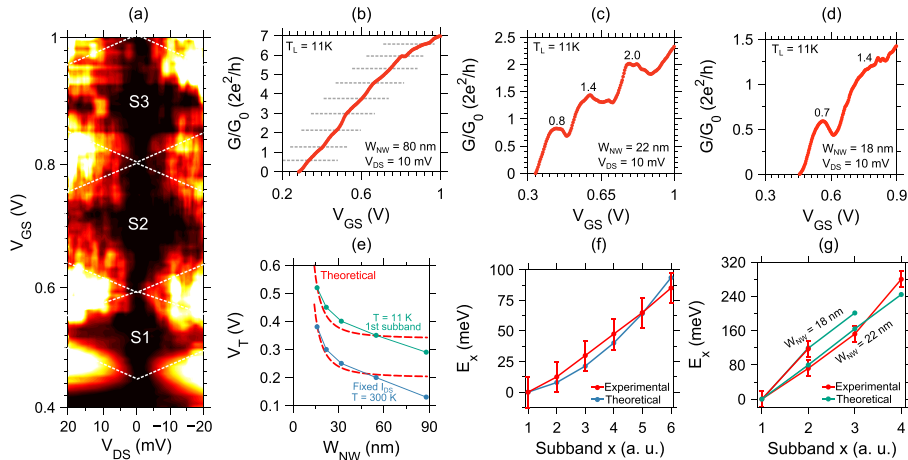 (a)
1
0.8
0.6
0.4
V_GS (V)
S3
S2
S1
20
10
0
-10
-20
V_DS (mV)
(b)
7
6
5
4
3
2
1
0
G/G_0 (2e^2/h)
T_L = 11K
W_NW = 80 nm
V_DS = 10 mV
0.2
0.6
1
V_GS (V)
(c)
2.5
2
1.5
1
0.5
0
G/G_0 (2e^2/h)
T_L = 11K
0.8
1.4
2.0
W_NW = 22 nm
V_DS = 10 mV
0.3
0.65
1
V_GS (V)
(d)
1.5
1
0.5
0
G/G_0 (2e^2/h)
T_L = 11K
0.7
1.4
W_NW = 18 nm
V_DS = 10 mV
0.3
0.6
0.9
V_GS (V)
(e)
0.6
0.5
0.4
0.3
0.2
0.1
V_T (V)
Theoretical
T = 11 K
1st subband
Fixed I_DS
T = 300 K
0
30
60
90
W_NW (nm)
(f)
100
75
50
25
0
E_x (meV)
Experimental
Theoretical
1
2
3
4
5
6
Subband x (a. u.)
(g)
320
240
160
80
0
E_x (meV)
W_NW = 18 nm
W_NW = 22 nm
Experimental
Theoretical
1
2
3
4
Subband x (a. u.)